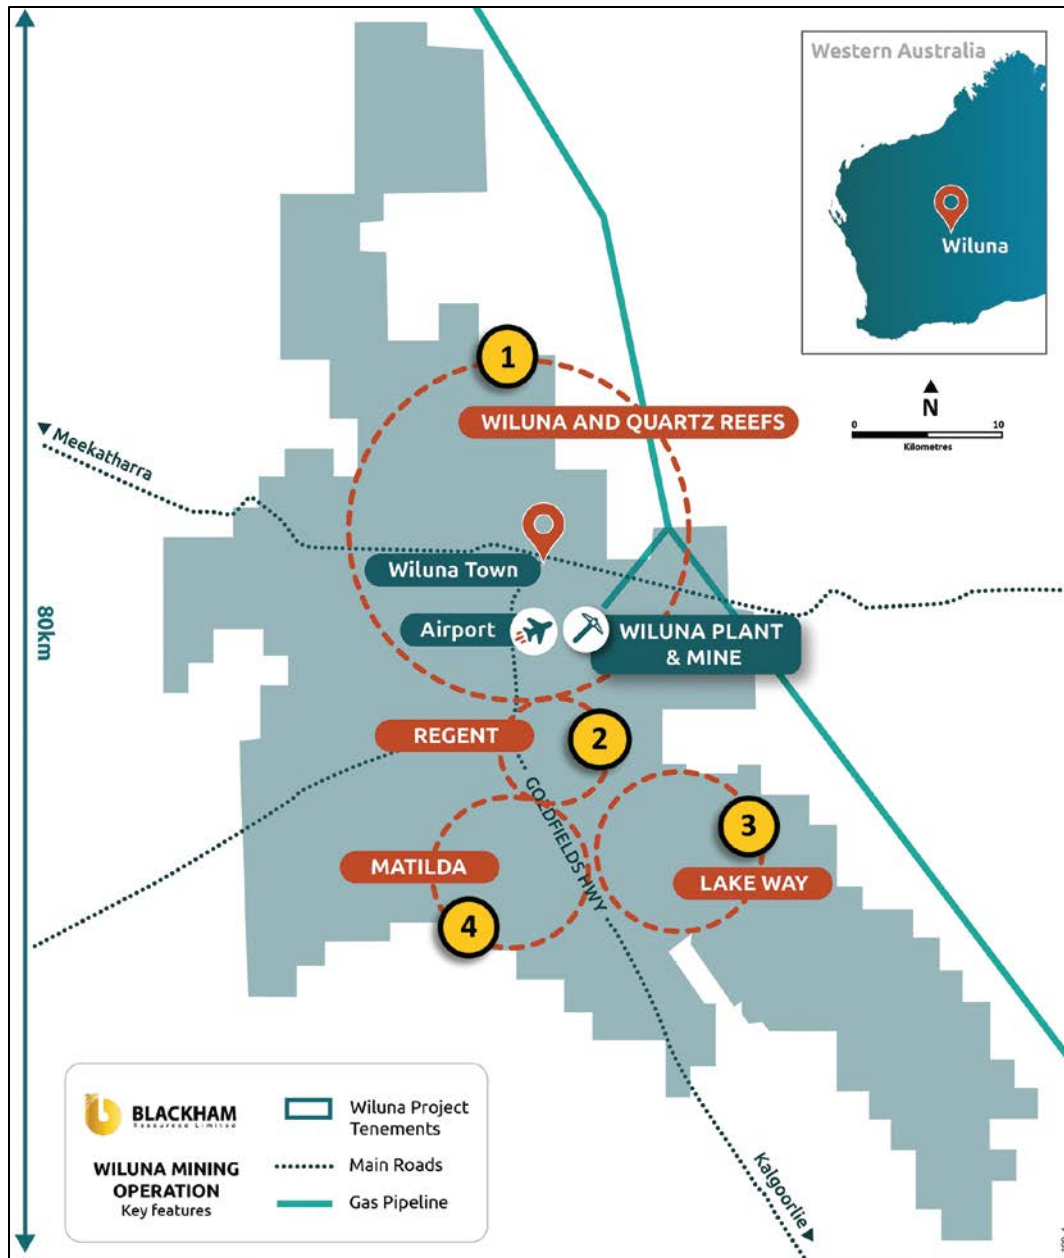 Western Australia
Wiluna
N
0 10
Kilometres
1
WILUNA AND QUARTZ REEFS
Meekatharra
Wiluna Town
Airport
WILUNA PLANT
& MINE
80km
REGENT
2
GOLDFIELDS HWY
3
MATILDA
LAKE WAY
4
Kalgoorlie
BLACKHAM
Resources Limited
WILUNA MINING
OPERATION
Key features
Wiluna Project
Tenements
Main Roads
Gas Pipeline